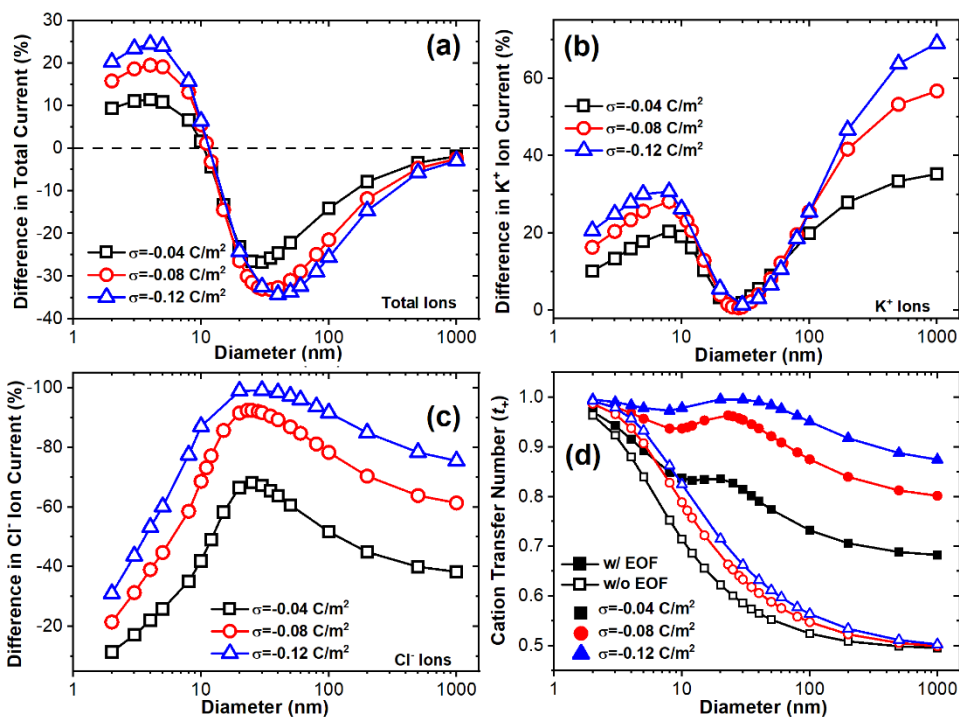 (a)
Difference in Total Current (%)
30
20
10
0
-10
-20
-30
-40
σ=-0.04 C/m²
σ=-0.08 C/m²
σ=-0.12 C/m²
Total Ions
1 10 100 1000
Diameter (nm)
(b)
Difference in K⁺ Ion Current (%)
60
40
20
0
σ=-0.04 C/m²
σ=-0.08 C/m²
σ=-0.12 C/m²
K⁺ Ions
1 10 100 1000
Diameter (nm)
(c)
Difference in Cl⁻ Ion Current (%)
-100
-80
-60
-40
-20
σ=-0.04 C/m²
σ=-0.08 C/m²
σ=-0.12 C/m²
Cl⁻ Ions
1 10 100 1000
Diameter (nm)
(d)
Cation Transfer Number (t₊)
1.0
0.9
0.8
0.7
0.6
0.5
w/ EOF
w/o EOF
σ=-0.04 C/m²
σ=-0.08 C/m²
σ=-0.12 C/m²
1 10 100 1000
Diameter (nm)